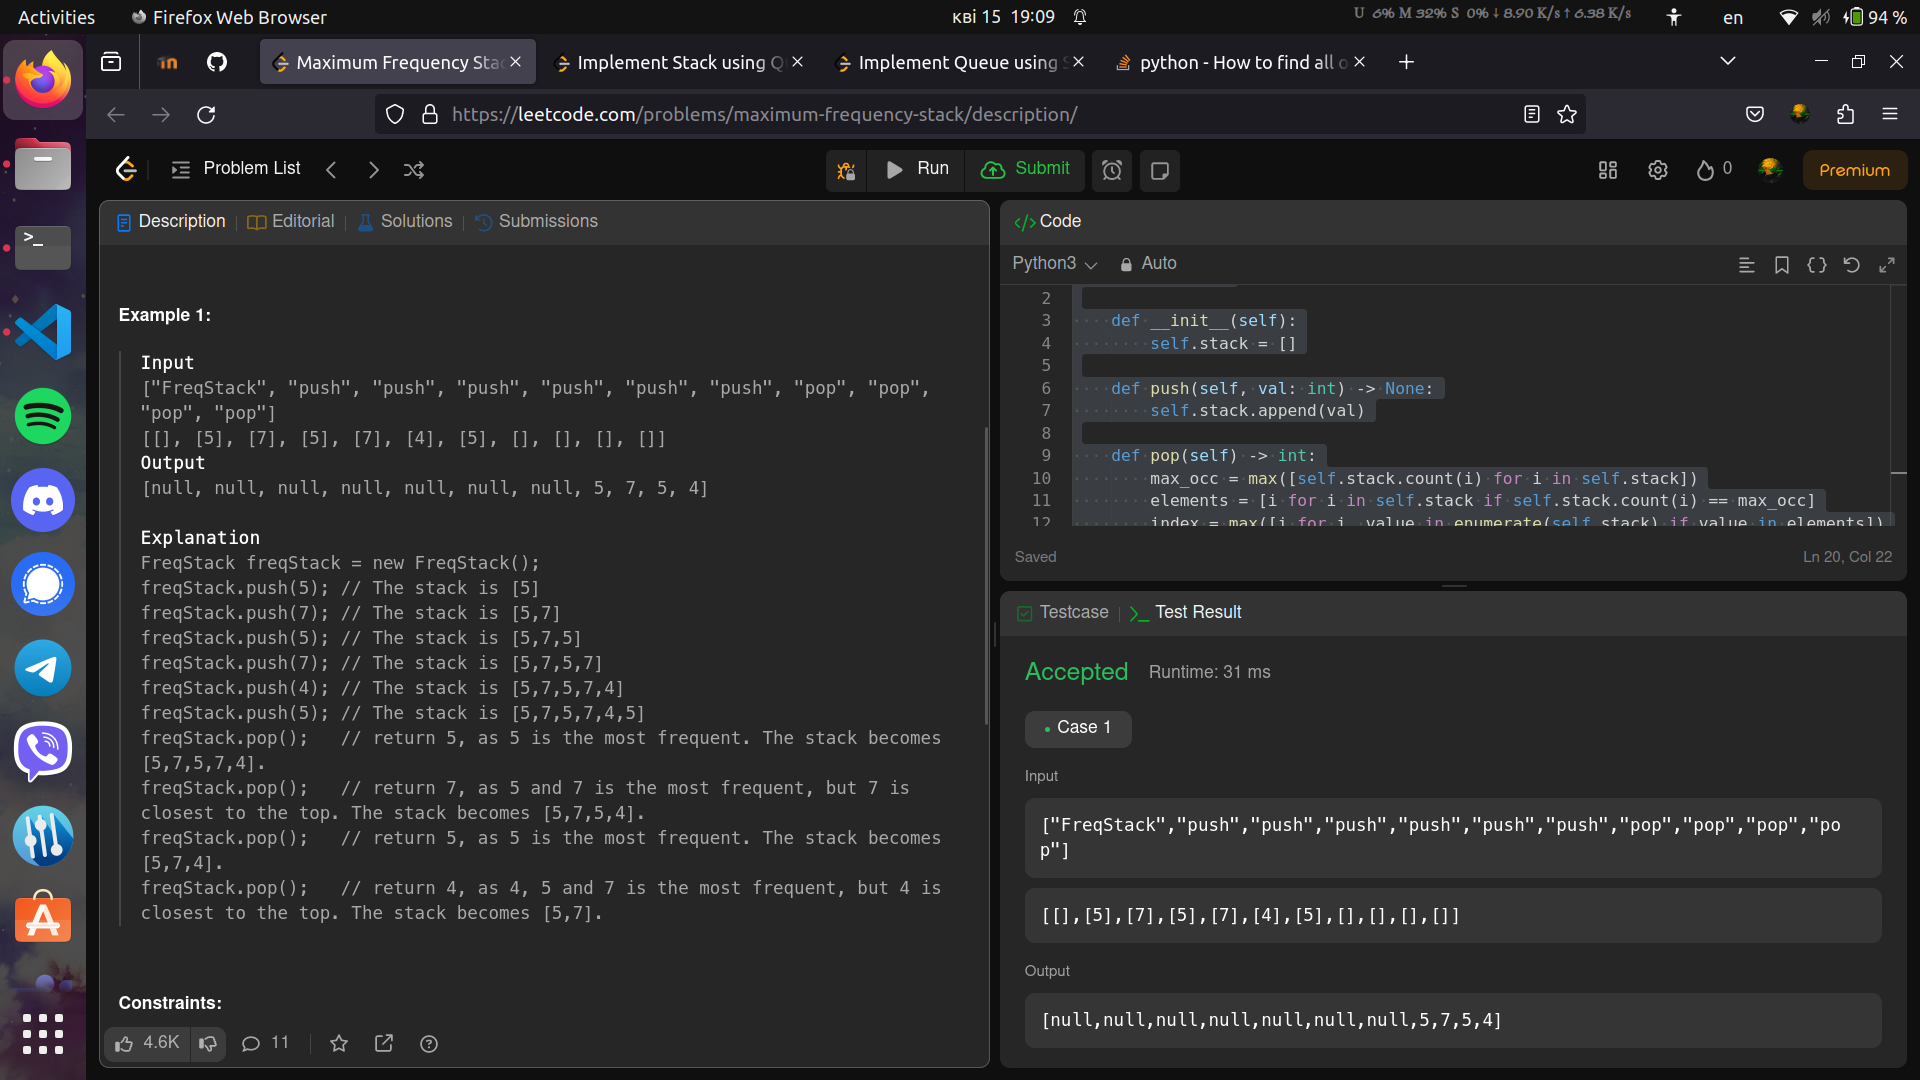 Activities Firefox Web Browser кві 15 19:09 U 6% M 32% S 0% ↓ 8.90 K/s ↑ 6.38 K/s en 94 %
Maximum Frequency Sta Implement Stack using Q Implement Queue using S python - How to find all o
https://leetcode.com/problems/maximum-frequency-stack/description/
Problem List Run Submit 0 Premium
Description Editorial Solutions Submissions
Example 1:
Input
["FreqStack", "push", "push", "push", "push", "push", "push", "pop", "pop",
"pop", "pop"]
[[], [5], [7], [5], [7], [4], [5], [], [], [], []]
Output
[null, null, null, null, null, null, null, 5, 7, 5, 4]
Explanation
FreqStack freqStack = new FreqStack();
freqStack.push(5); // The stack is [5]
freqStack.push(7); // The stack is [5,7]
freqStack.push(5); // The stack is [5,7,5]
freqStack.push(7); // The stack is [5,7,5,7]
freqStack.push(4); // The stack is [5,7,5,7,4]
freqStack.push(5); // The stack is [5,7,5,7,4,5]
freqStack.pop();   // return 5, as 5 is the most frequent. The stack becomes
[5,7,5,7,4].
freqStack.pop();   // return 7, as 5 and 7 is the most frequent, but 7 is
closest to the top. The stack becomes [5,7,5,4].
freqStack.pop();   // return 5, as 5 is the most frequent. The stack becomes
[5,7,4].
freqStack.pop();   // return 4, as 4, 5 and 7 is the most frequent, but 4 is
closest to the top. The stack becomes [5,7].
Constraints:
4.6K 11
</> Code
Python3 Auto
2
3 def __init__(self):
4 self.stack = []
5
6 def push(self, val: int) -> None:
7 self.stack.append(val)
8
9 def pop(self) -> int:
10 max_occ = max([self.stack.count(i) for i in self.stack])
11 elements = [i for i in self.stack if self.stack.count(i) == max_occ]
12 index = max([i for i, value in enumerate(self.stack) if value in elements])
Saved Ln 20, Col 22
Testcase >_ Test Result
Accepted Runtime: 31 ms
Case 1
Input
["FreqStack","push","push","push","push","push","push","pop","pop","pop","po
p"]
[[],[5],[7],[5],[7],[4],[5],[],[],[],[]]
Output
[null,null,null,null,null,null,null,5,7,5,4]